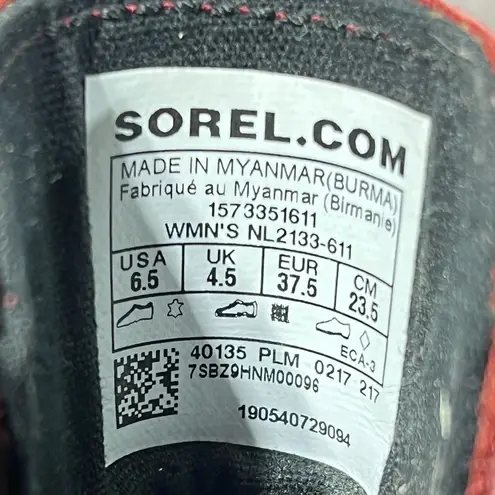 SOREL.COM
MADE IN MYANMAR(BURMA)
Fabriqué au Myanmar (Birmanie)
1573351611
WMN'S NL2133-611
USA UK EUR CM
6.5 4.5 37.5 23.5
ECA-3
40135 PLM 0217 217
7SBZ9HNM00096
190540729094